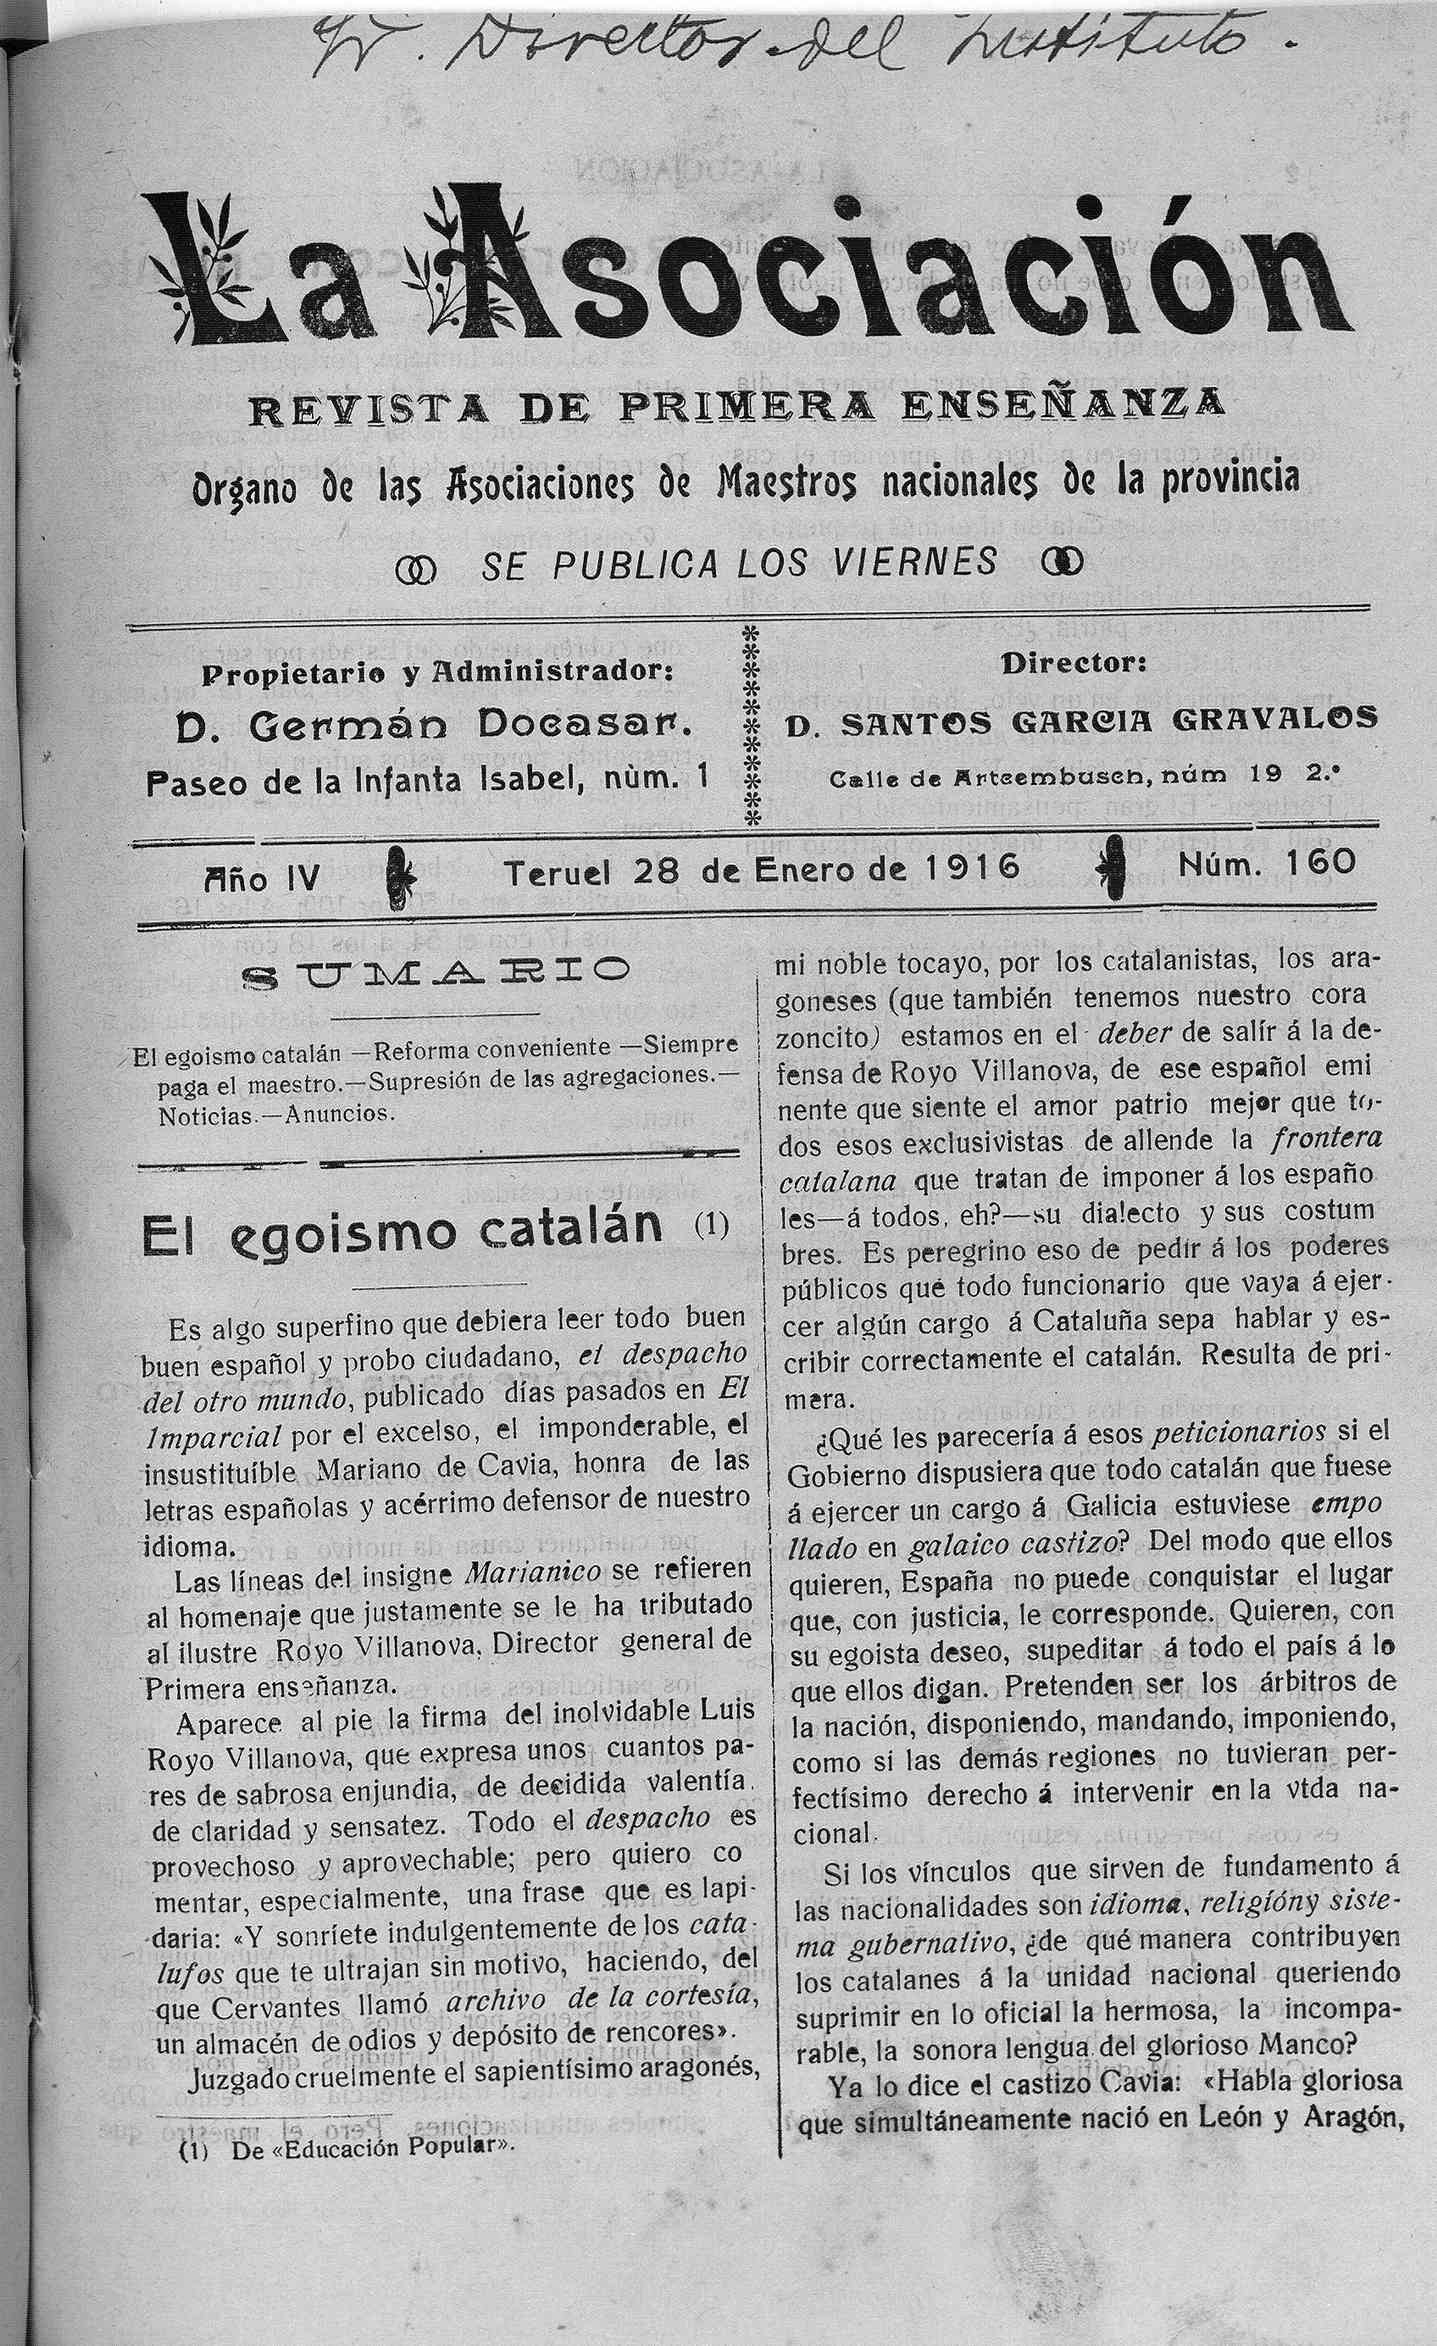 Sr. Director del Instituto.
La Asociación
REVISTA DE PRIMERA ENSEÑANZA
Organo de las Asociaciones de Maestros nacionales de la provincia
SE PUBLICA LOS VIERNES
Propietario y Administrador:
D. Germán Docasar.
Paseo de la Infanta Isabel, núm. 1
Director:
D. SANTOS GARCIA GRAVALOS
Calle de Artcembusch, núm 19 2.º
Año IV
Teruel 28 de Enero de 1916
Núm. 160
SUMARIO
El egoismo catalán —Reforma conveniente —Siempre
paga el maestro.—Supresión de las agregaciones.—
Noticias.—Anuncios.
El egoismo catalán (1)
Es algo superfino que debiera leer todo buen
buen español y probo ciudadano, el despacho
del otro mundo, publicado días pasados en El
Imparcial por el excelso, el imponderable, el
insustituíble Mariano de Cavia, honra de las
letras españolas y acérrimo defensor de nuestro
idioma.
Las líneas del insigne Marianico se refieren
al homenaje que justamente se le ha tributado
al ilustre Royo Villanova, Director general de
Primera enseñanza.
Aparece al pie la firma del inolvidable Luis
Royo Villanova, que expresa unos cuantos pa-
res de sabrosa enjundia, de decidida valentía.
de claridad y sensatez. Todo el despacho es
provechoso y aprovechable; pero quiero co
mentar, especialmente, una frase que es lapi-
daria: «Y sonríete indulgentemente de los cata-
lufos que te ultrajan sin motivo, haciendo, del
que Cervantes llamó archivo de la cortesía,
un almacén de odios y depósito de rencores».
Juzgado cruelmente el sapientísimo aragonés,
(1) De «Educación Popular».
mi noble tocayo, por los catalanistas, los ara-
goneses (que también tenemos nuestro cora
zoncito) estamos en el deber de salír á la de-
fensa de Royo Villanova, de ese español emi
nente que siente el amor patrio mejor que to-
dos esos exclusivistas de allende la frontera
catalana que tratan de imponer á los españo
les—á todos, eh?—su dialecto y sus costum
bres. Es peregrino eso de pedir á los poderes
públicos que todo funcionario que vaya á ejer-
cer algún cargo á Cataluña sepa hablar y es-
cribir correctamente el catalán. Resulta de pri-
mera.
¿Qué les parecería á esos peticionarios si el
Gobierno dispusiera que todo catalán que fuese
á ejercer un cargo á Galicia estuviese empo
llado en galaico castizo? Del modo que ellos
quieren, España no puede conquistar el lugar
que, con justicia, le corresponde. Quieren, con
su egoista deseo, supeditar á todo el país á lo
que ellos digan. Pretenden ser los árbitros de
la nación, disponiendo, mandando, imponiendo,
como si las demás regiones no tuvieran per-
fectísimo derecho á intervenir en la vtda na-
cional.
Si los vínculos que sirven de fundamento á
las nacionalidades son idioma, religióny siste-
ma gubernativo, ¿de qué manera contribuyen
los catalanes á la unidad nacional queriendo
suprimir en lo oficial la hermosa, la incompa-
rable, la sonora lengua del glorioso Manco?
Ya lo dice el castizo Cavia: «Habla gloriosa
que simultáneamente nació en León y Aragón,